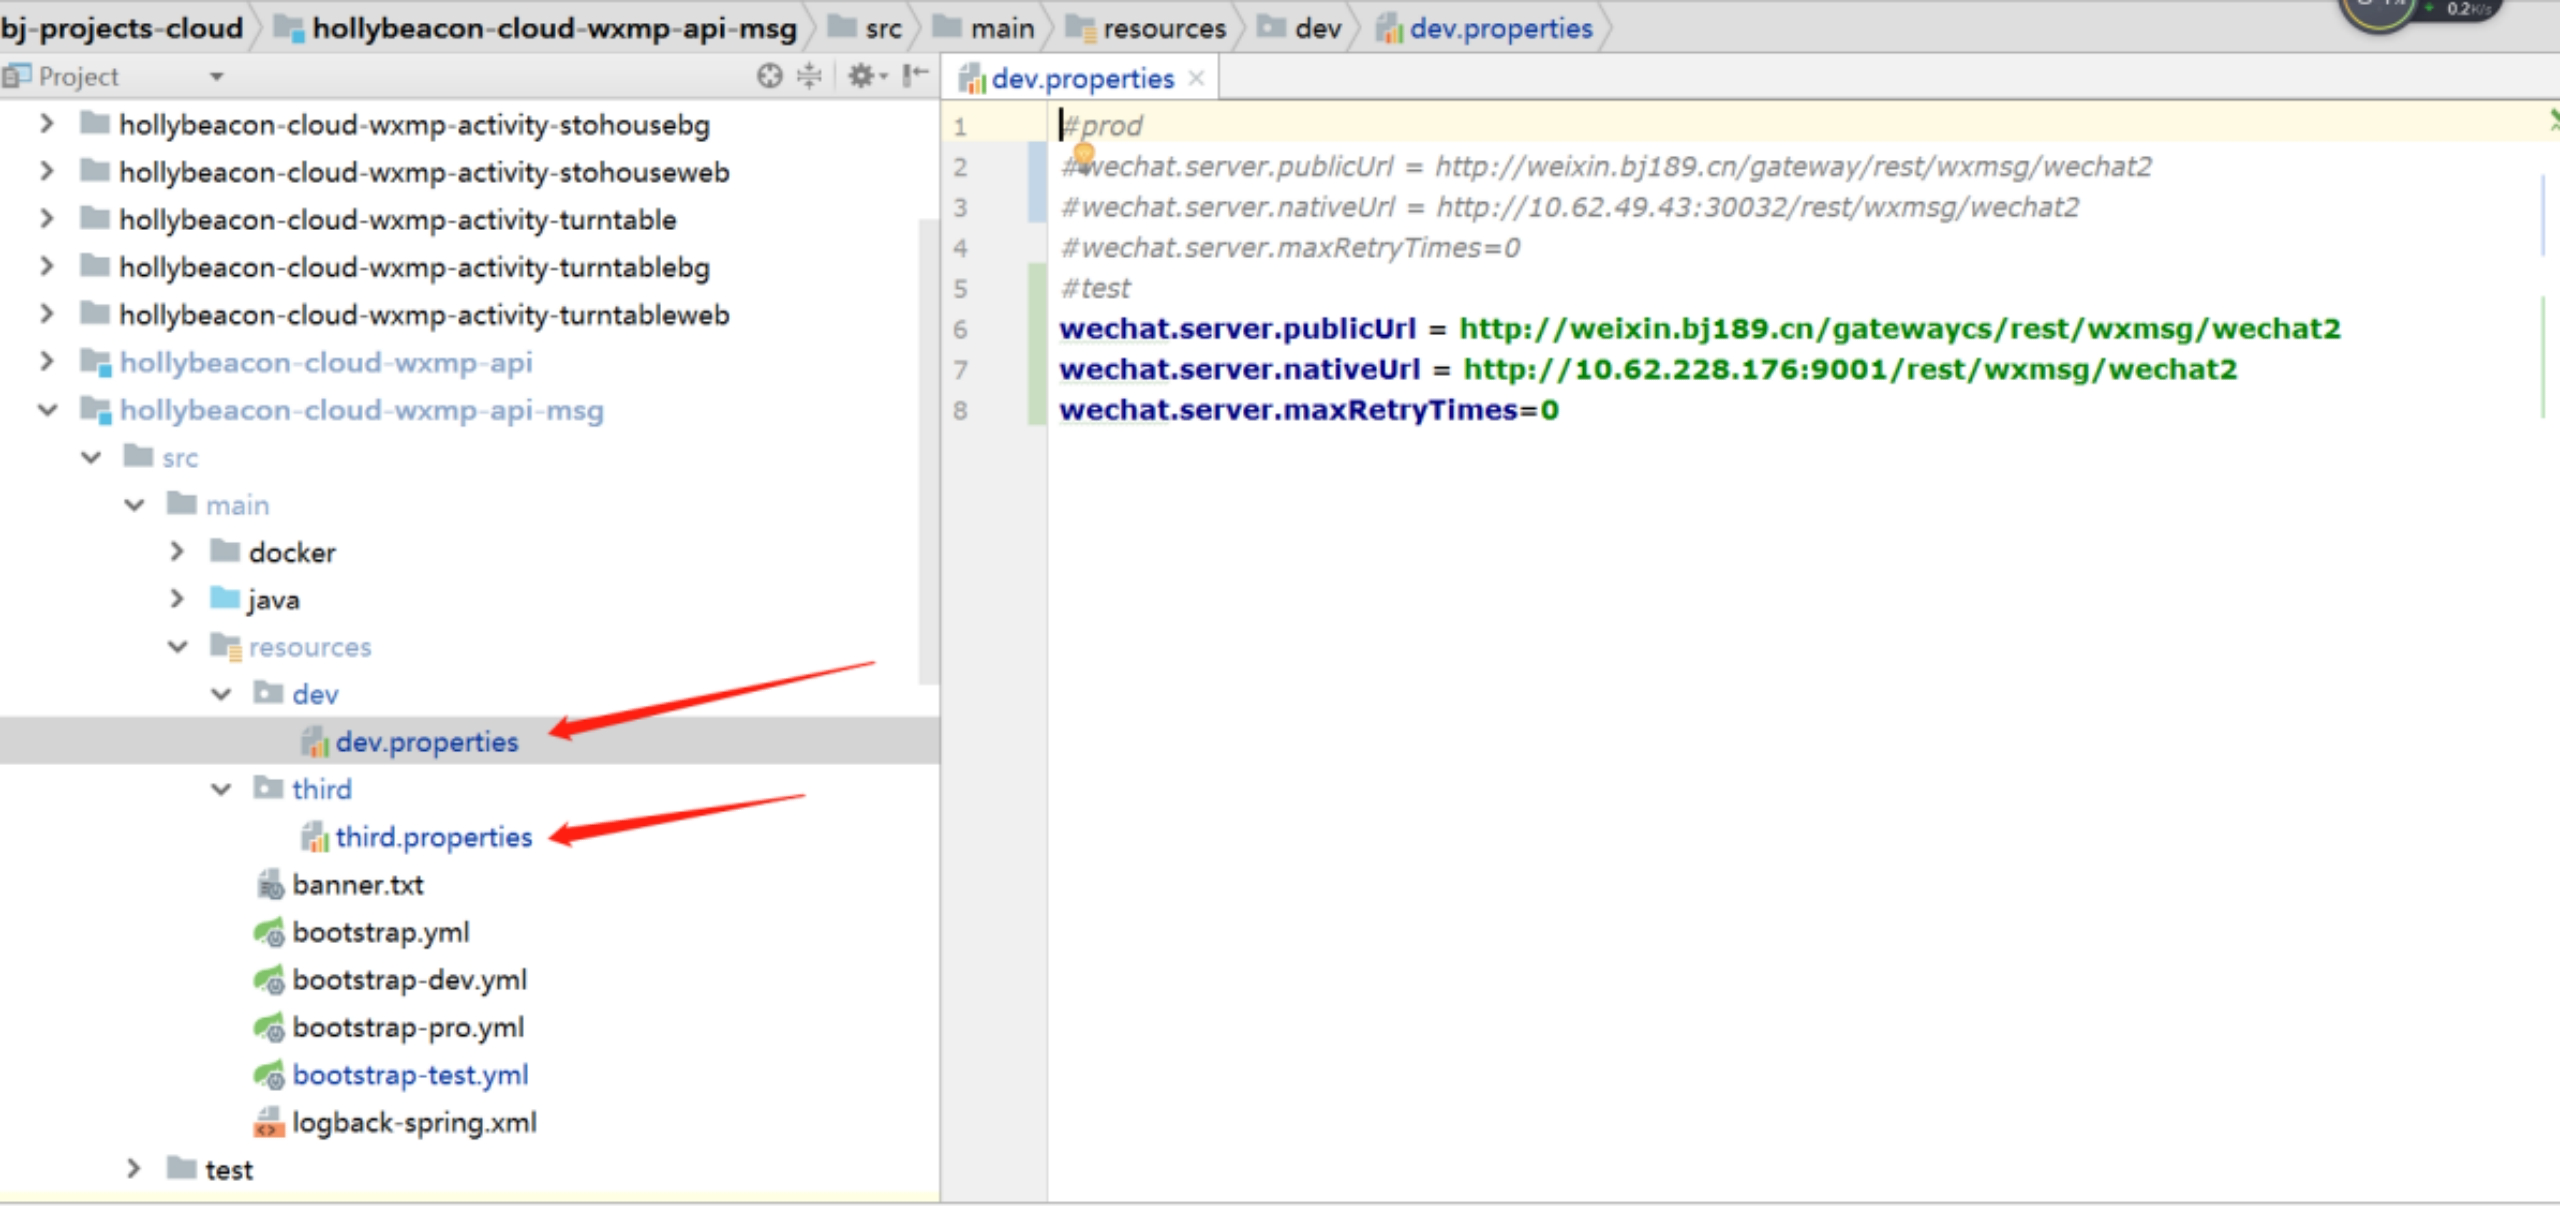 bj-projects-cloud hollybeacon-cloud-wxmp-api-msg src main resources dev dev.properties
0.2K/s
Project
dev.properties
hollybeacon-cloud-wxmp-activity-stohousebg
hollybeacon-cloud-wxmp-activity-stohouseweb
hollybeacon-cloud-wxmp-activity-turntable
hollybeacon-cloud-wxmp-activity-turntablebg
hollybeacon-cloud-wxmp-activity-turntableweb
hollybeacon-cloud-wxmp-api
hollybeacon-cloud-wxmp-api-msg
src
main
docker
java
resources
dev
dev.properties
third
third.properties
banner.txt
bootstrap.yml
bootstrap-dev.yml
bootstrap-pro.yml
bootstrap-test.yml
logback-spring.xml
test
1 #prod
2 #wechat.server.publicUrl = http://weixin.bj189.cn/gateway/rest/wxmsg/wechat2
3 #wechat.server.nativeUrl = http://10.62.49.43:30032/rest/wxmsg/wechat2
4 #wechat.server.maxRetryTimes=0
5 #test
6 wechat.server.publicUrl = http://weixin.bj189.cn/gatewaycs/rest/wxmsg/wechat2
7 wechat.server.nativeUrl = http://10.62.228.176:9001/rest/wxmsg/wechat2
8 wechat.server.maxRetryTimes=0